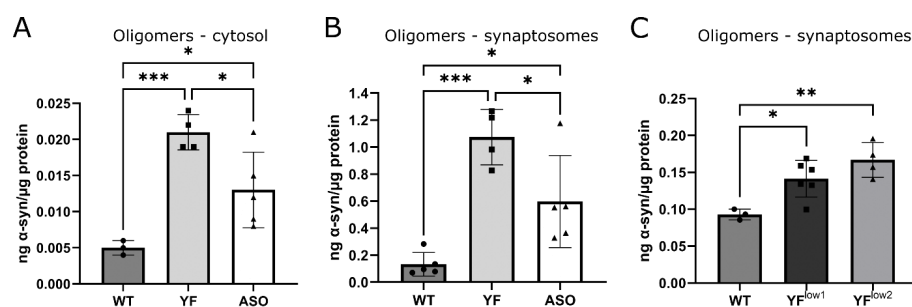 A
Oligomers - cytosol
*
***
*
ng α-syn/µg protein
0.025
0.020
0.015
0.010
0.005
0.000
WT YF ASO
B
Oligomers - synaptosomes
*
***
*
ng α-syn/µg protein
1.4
1.2
1.0
0.8
0.6
0.4
0.2
0.0
WT YF ASO
C
Oligomers - synaptosomes
**
*
ng α-syn/µg protein
0.25
0.20
0.15
0.10
0.05
0.00
WT YFlow1 YFlow2